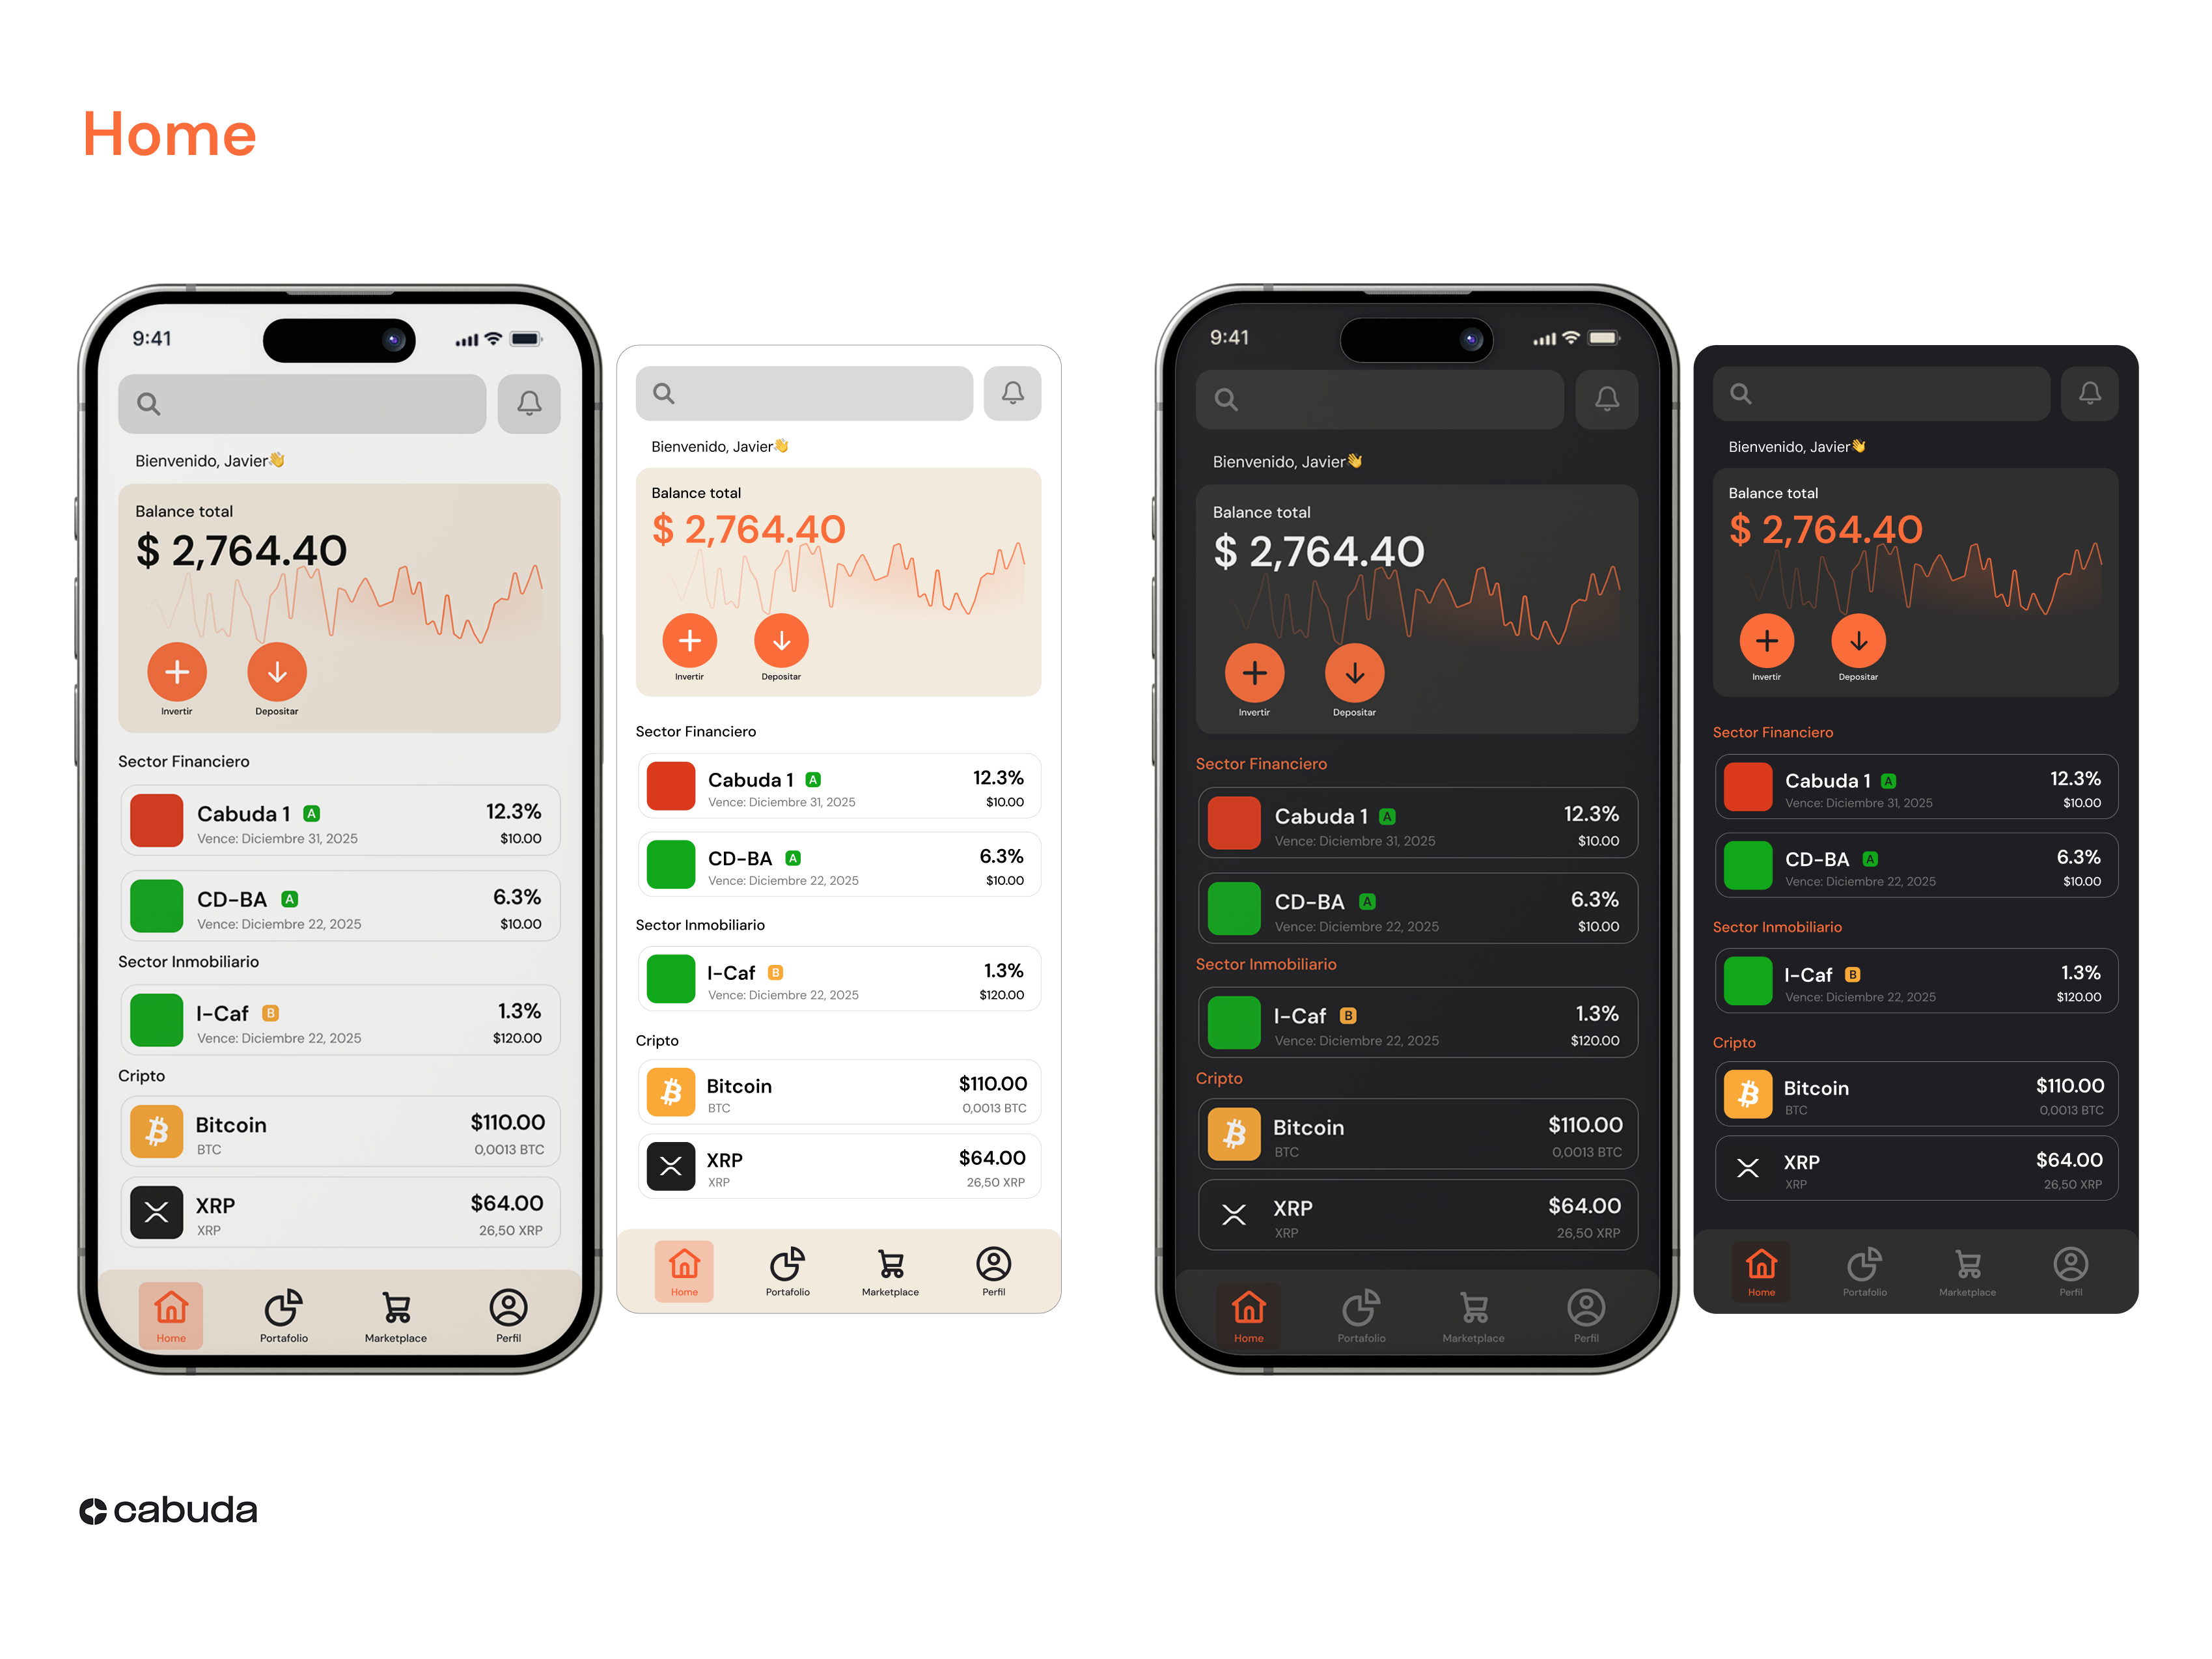 Home
9:41
Bienvenido, Javier👋
Balance total
$ 2,764.40
Invertir
Depositar
Sector Financiero
Cabuda 1 A
12.3%
Vence: Diciembre 31, 2025
$10.00
CD-BA A
6.3%
Vence: Diciembre 22, 2025
$10.00
Sector Inmobiliario
I-Caf B
1.3%
Vence: Diciembre 22, 2025
$120.00
Cripto
Bitcoin
$110.00
BTC
0,0013 BTC
XRP
$64.00
XRP
26,50 XRP
Home
Portafolio
Marketplace
Perfil
Bienvenido, Javier👋
Balance total
$ 2,764.40
Invertir
Depositar
Sector Financiero
Cabuda 1 A
12.3%
Vence: Diciembre 31, 2025
$10.00
CD-BA A
6.3%
Vence: Diciembre 22, 2025
$10.00
Sector Inmobiliario
I-Caf B
1.3%
Vence: Diciembre 22, 2025
$120.00
Cripto
Bitcoin
$110.00
BTC
0,0013 BTC
XRP
$64.00
XRP
26,50 XRP
Home
Portafolio
Marketplace
Perfil
9:41
Bienvenido, Javier👋
Balance total
$ 2,764.40
Invertir
Depositar
Sector Financiero
Cabuda 1 A
12.3%
Vence: Diciembre 31, 2025
$10.00
CD-BA A
6.3%
Vence: Diciembre 22, 2025
$10.00
Sector Inmobiliario
I-Caf B
1.3%
Vence: Diciembre 22, 2025
$120.00
Cripto
Bitcoin
$110.00
BTC
0,0013 BTC
XRP
$64.00
XRP
26,50 XRP
Home
Portafolio
Marketplace
Perfil
Bienvenido, Javier👋
Balance total
$ 2,764.40
Invertir
Depositar
Sector Financiero
Cabuda 1 A
12.3%
Vence: Diciembre 31, 2025
$10.00
CD-BA A
6.3%
Vence: Diciembre 22, 2025
$10.00
Sector Inmobiliario
I-Caf B
1.3%
Vence: Diciembre 22, 2025
$120.00
Cripto
Bitcoin
$110.00
BTC
0,0013 BTC
XRP
$64.00
XRP
26,50 XRP
Home
Portafolio
Marketplace
Perfil
cabuda